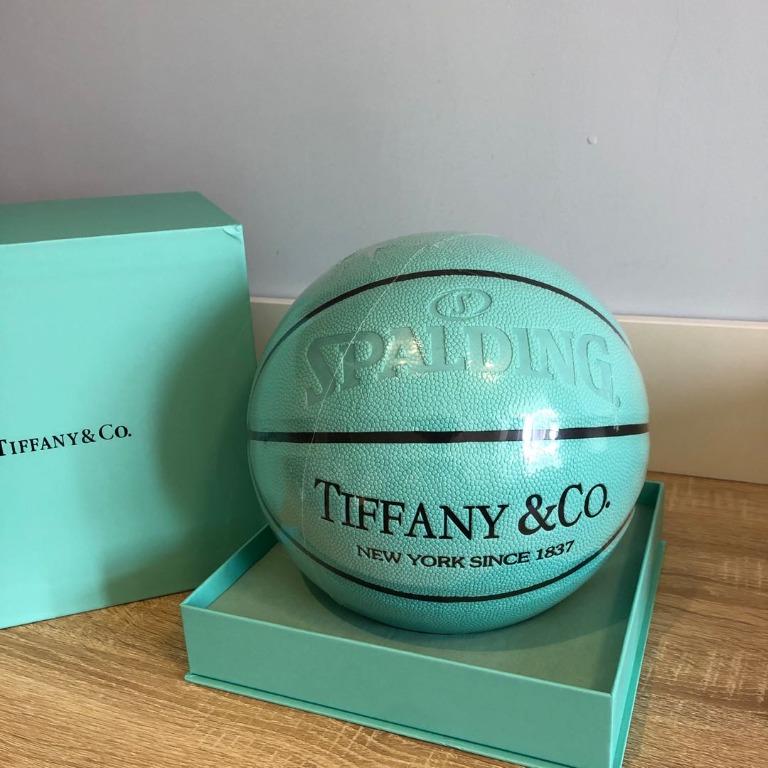 TIFFANY & CO.
S
SPALDING
TIFFANY & CO.
NEW YORK SINCE 1837